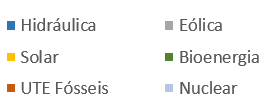 Hidráulica
Eólica
Solar
Bioenergia
UTE Fósseis
Nuclear